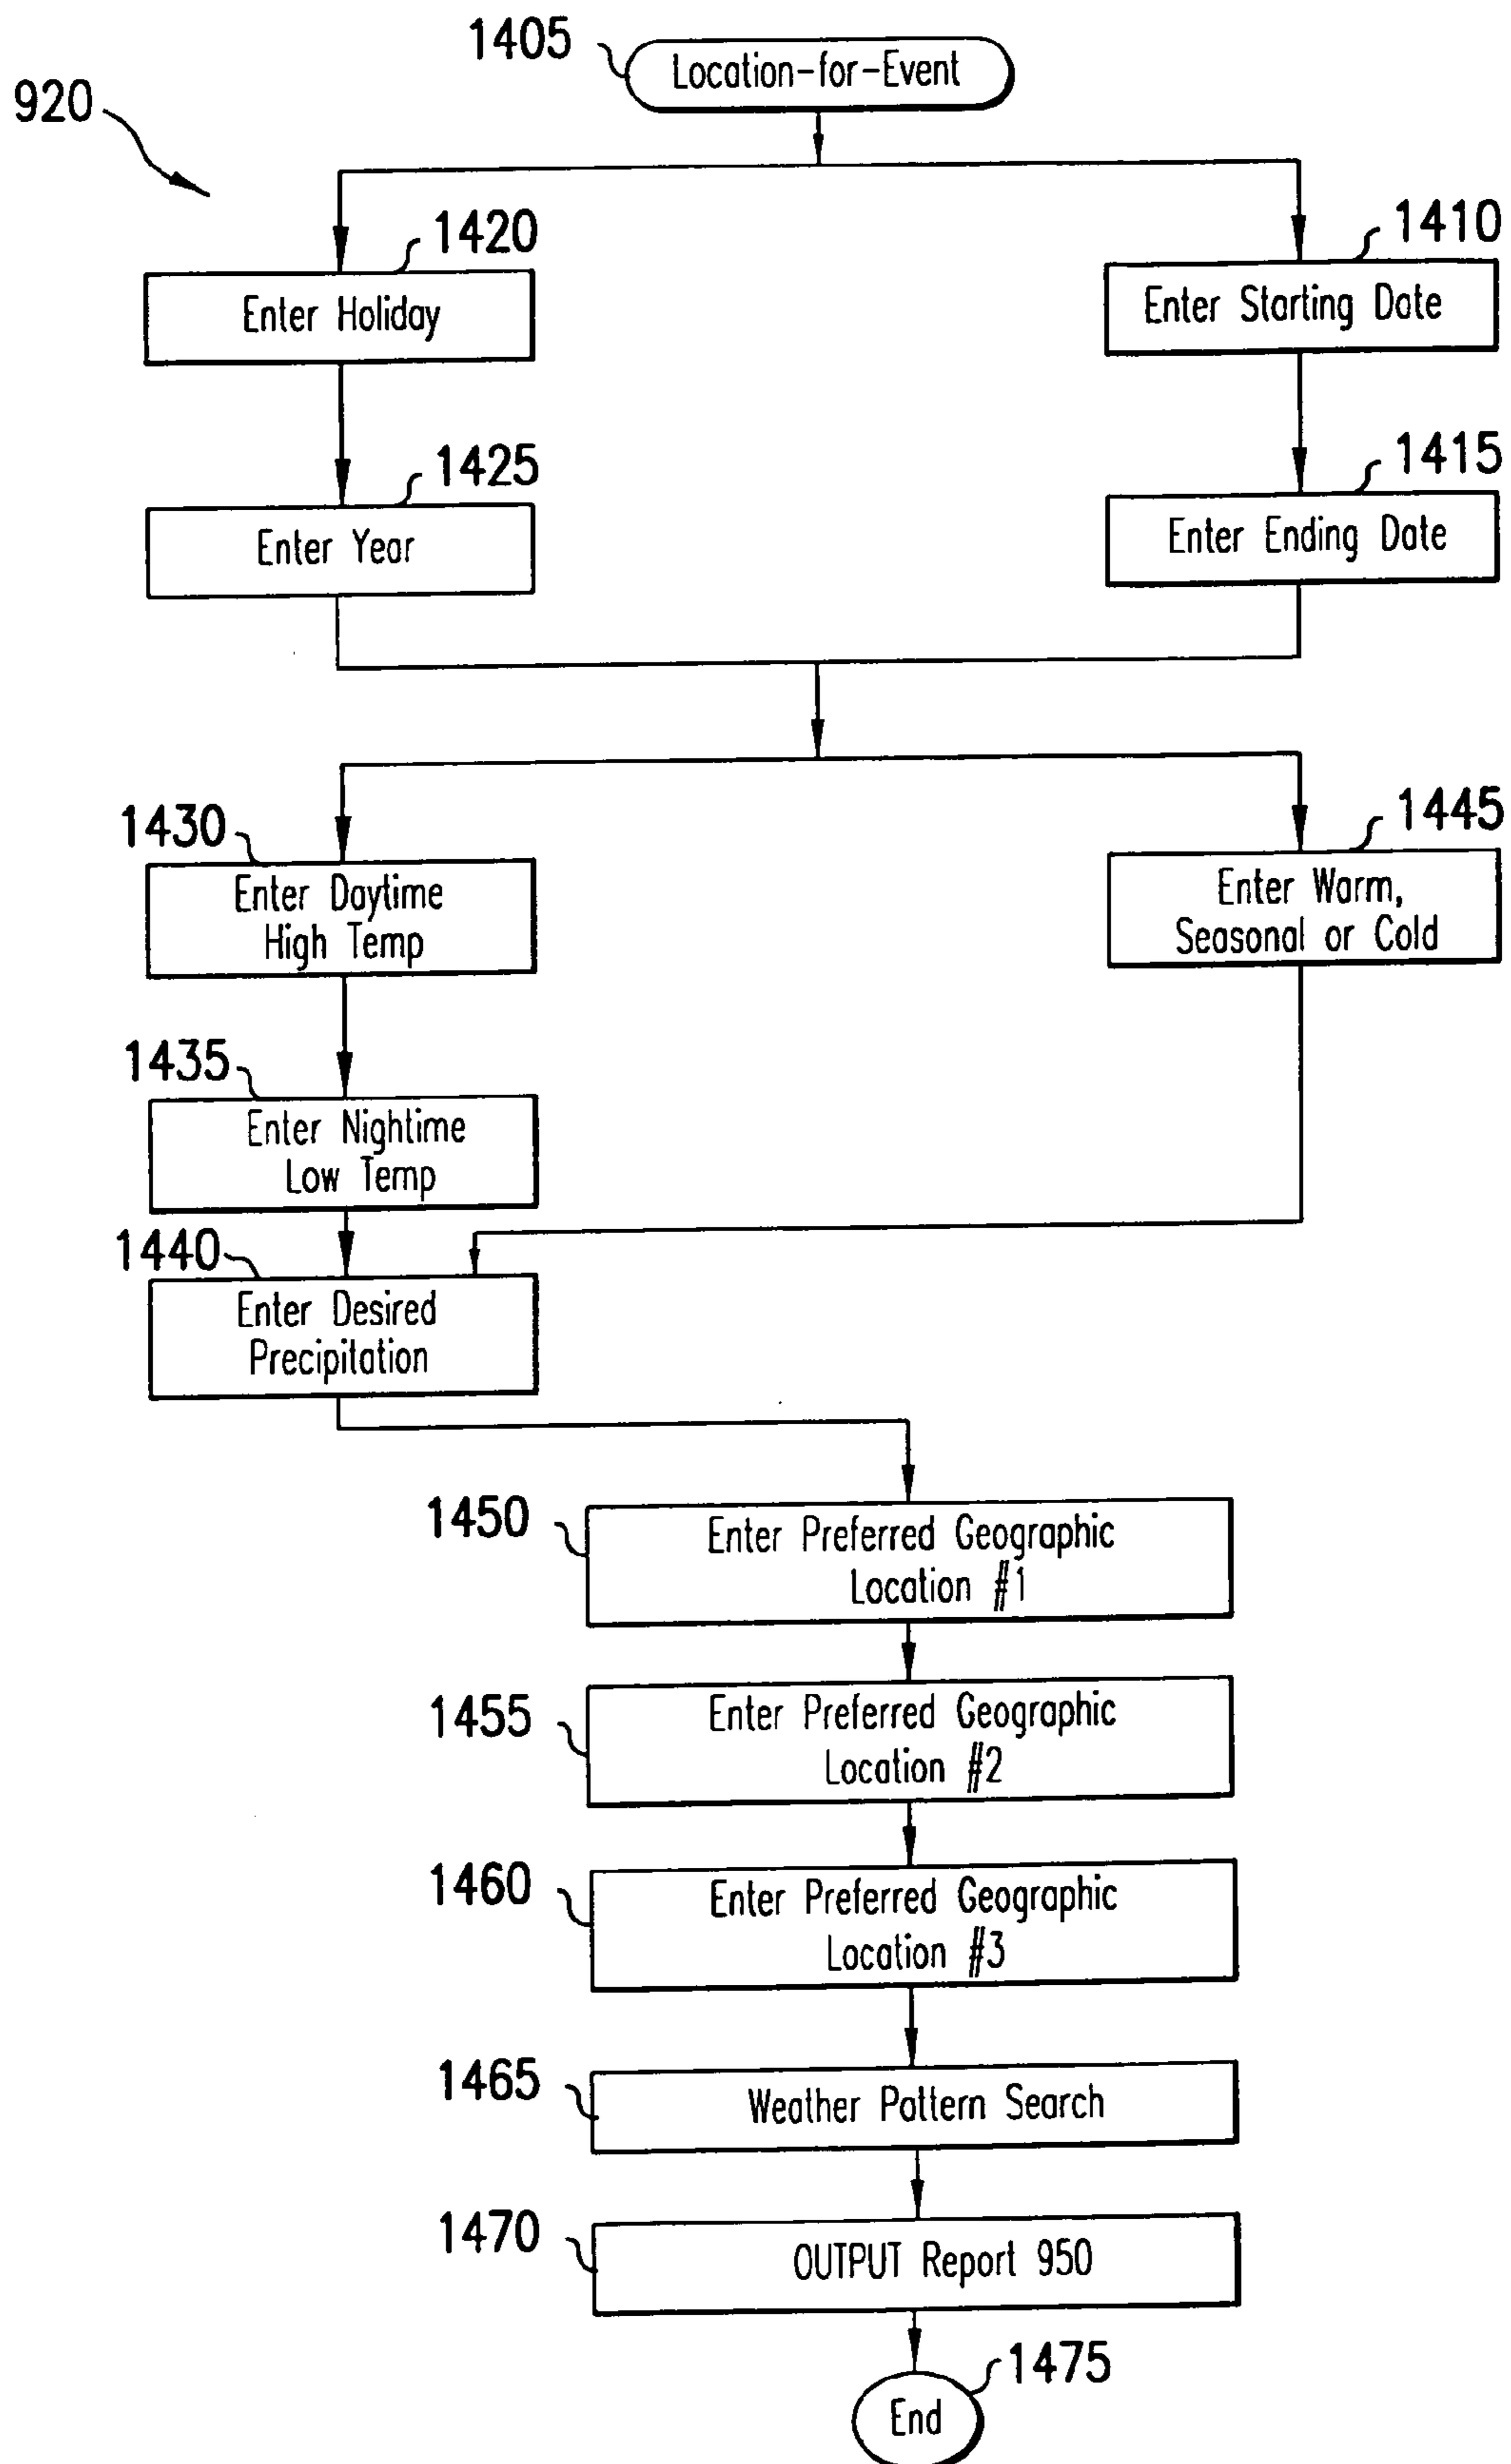 1405
Location-for-Event
920
1420
1410
Enter Holiday
Enter Starting Date
1425
1415
Enter Year
Enter Ending Date
1430
1445
Enter Daytime
High Temp
Enter Warm,
Seasonal or Cold
1435
Enter Nightime
Low Temp
1440
Enter Desired
Precipitation
1450
Enter Preferred Geographic
Location #1
1455
Enter Preferred Geographic
Location #2
1460
Enter Preferred Geographic
Location #3
1465
Weather Pattern Search
1470
OUTPUT Report 950
1475
End